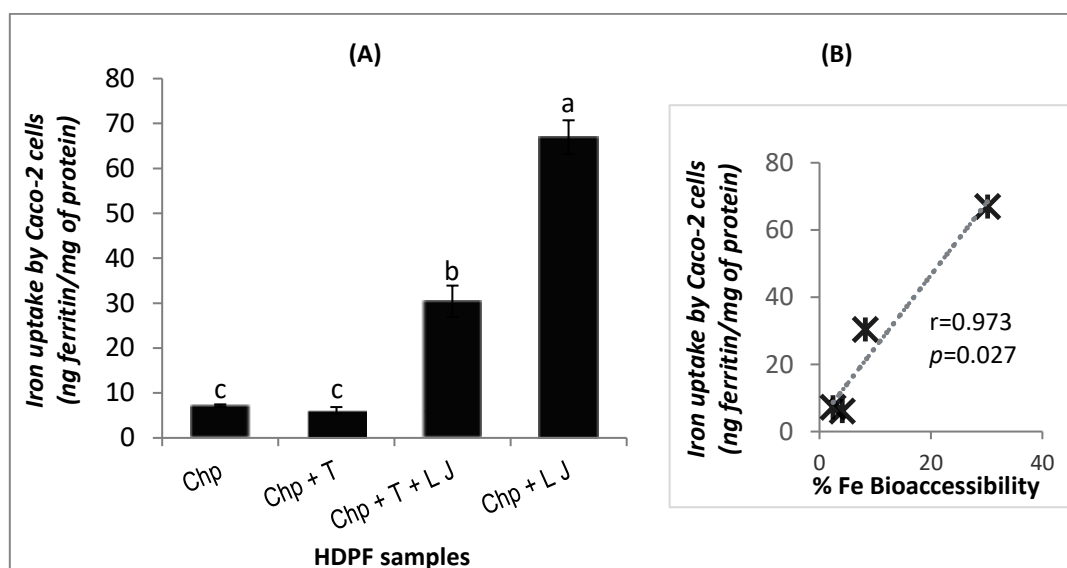 (A)
Iron uptake by Caco-2 cells
(ng ferritin/mg of protein)
80
70
60
50
40
30
20
10
0
c
c
b
a
Chp
Chp + T
Chp + T + L J
Chp + L J
HDPF samples
(B)
Iron uptake by Caco-2 cells
(ng ferritin/mg of protein)
80
60
40
20
0
r=0.973
p=0.027
0 20 40
% Fe Bioaccessibility